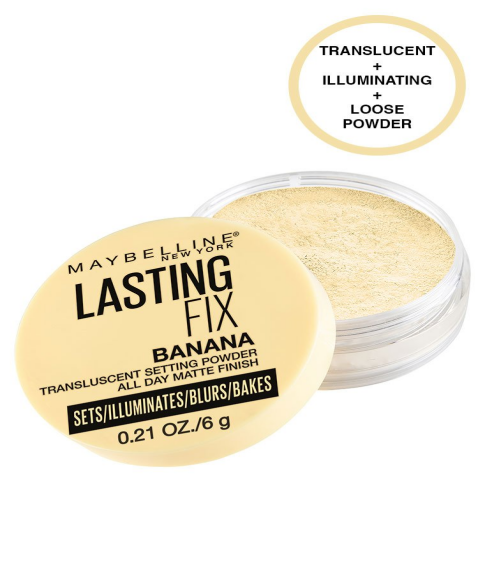 TRANSLUCENT
+
ILLUMINATING
+
LOOSE
POWDER
MAYBELLINE®
NEW YORK
LASTING
FIX
BANANA
TRANSLUSCENT SETTING POWDER
ALL DAY MATTE FINISH
SETS/ILLUMINATES/BLURS/BAKES
0.21 OZ./6 g